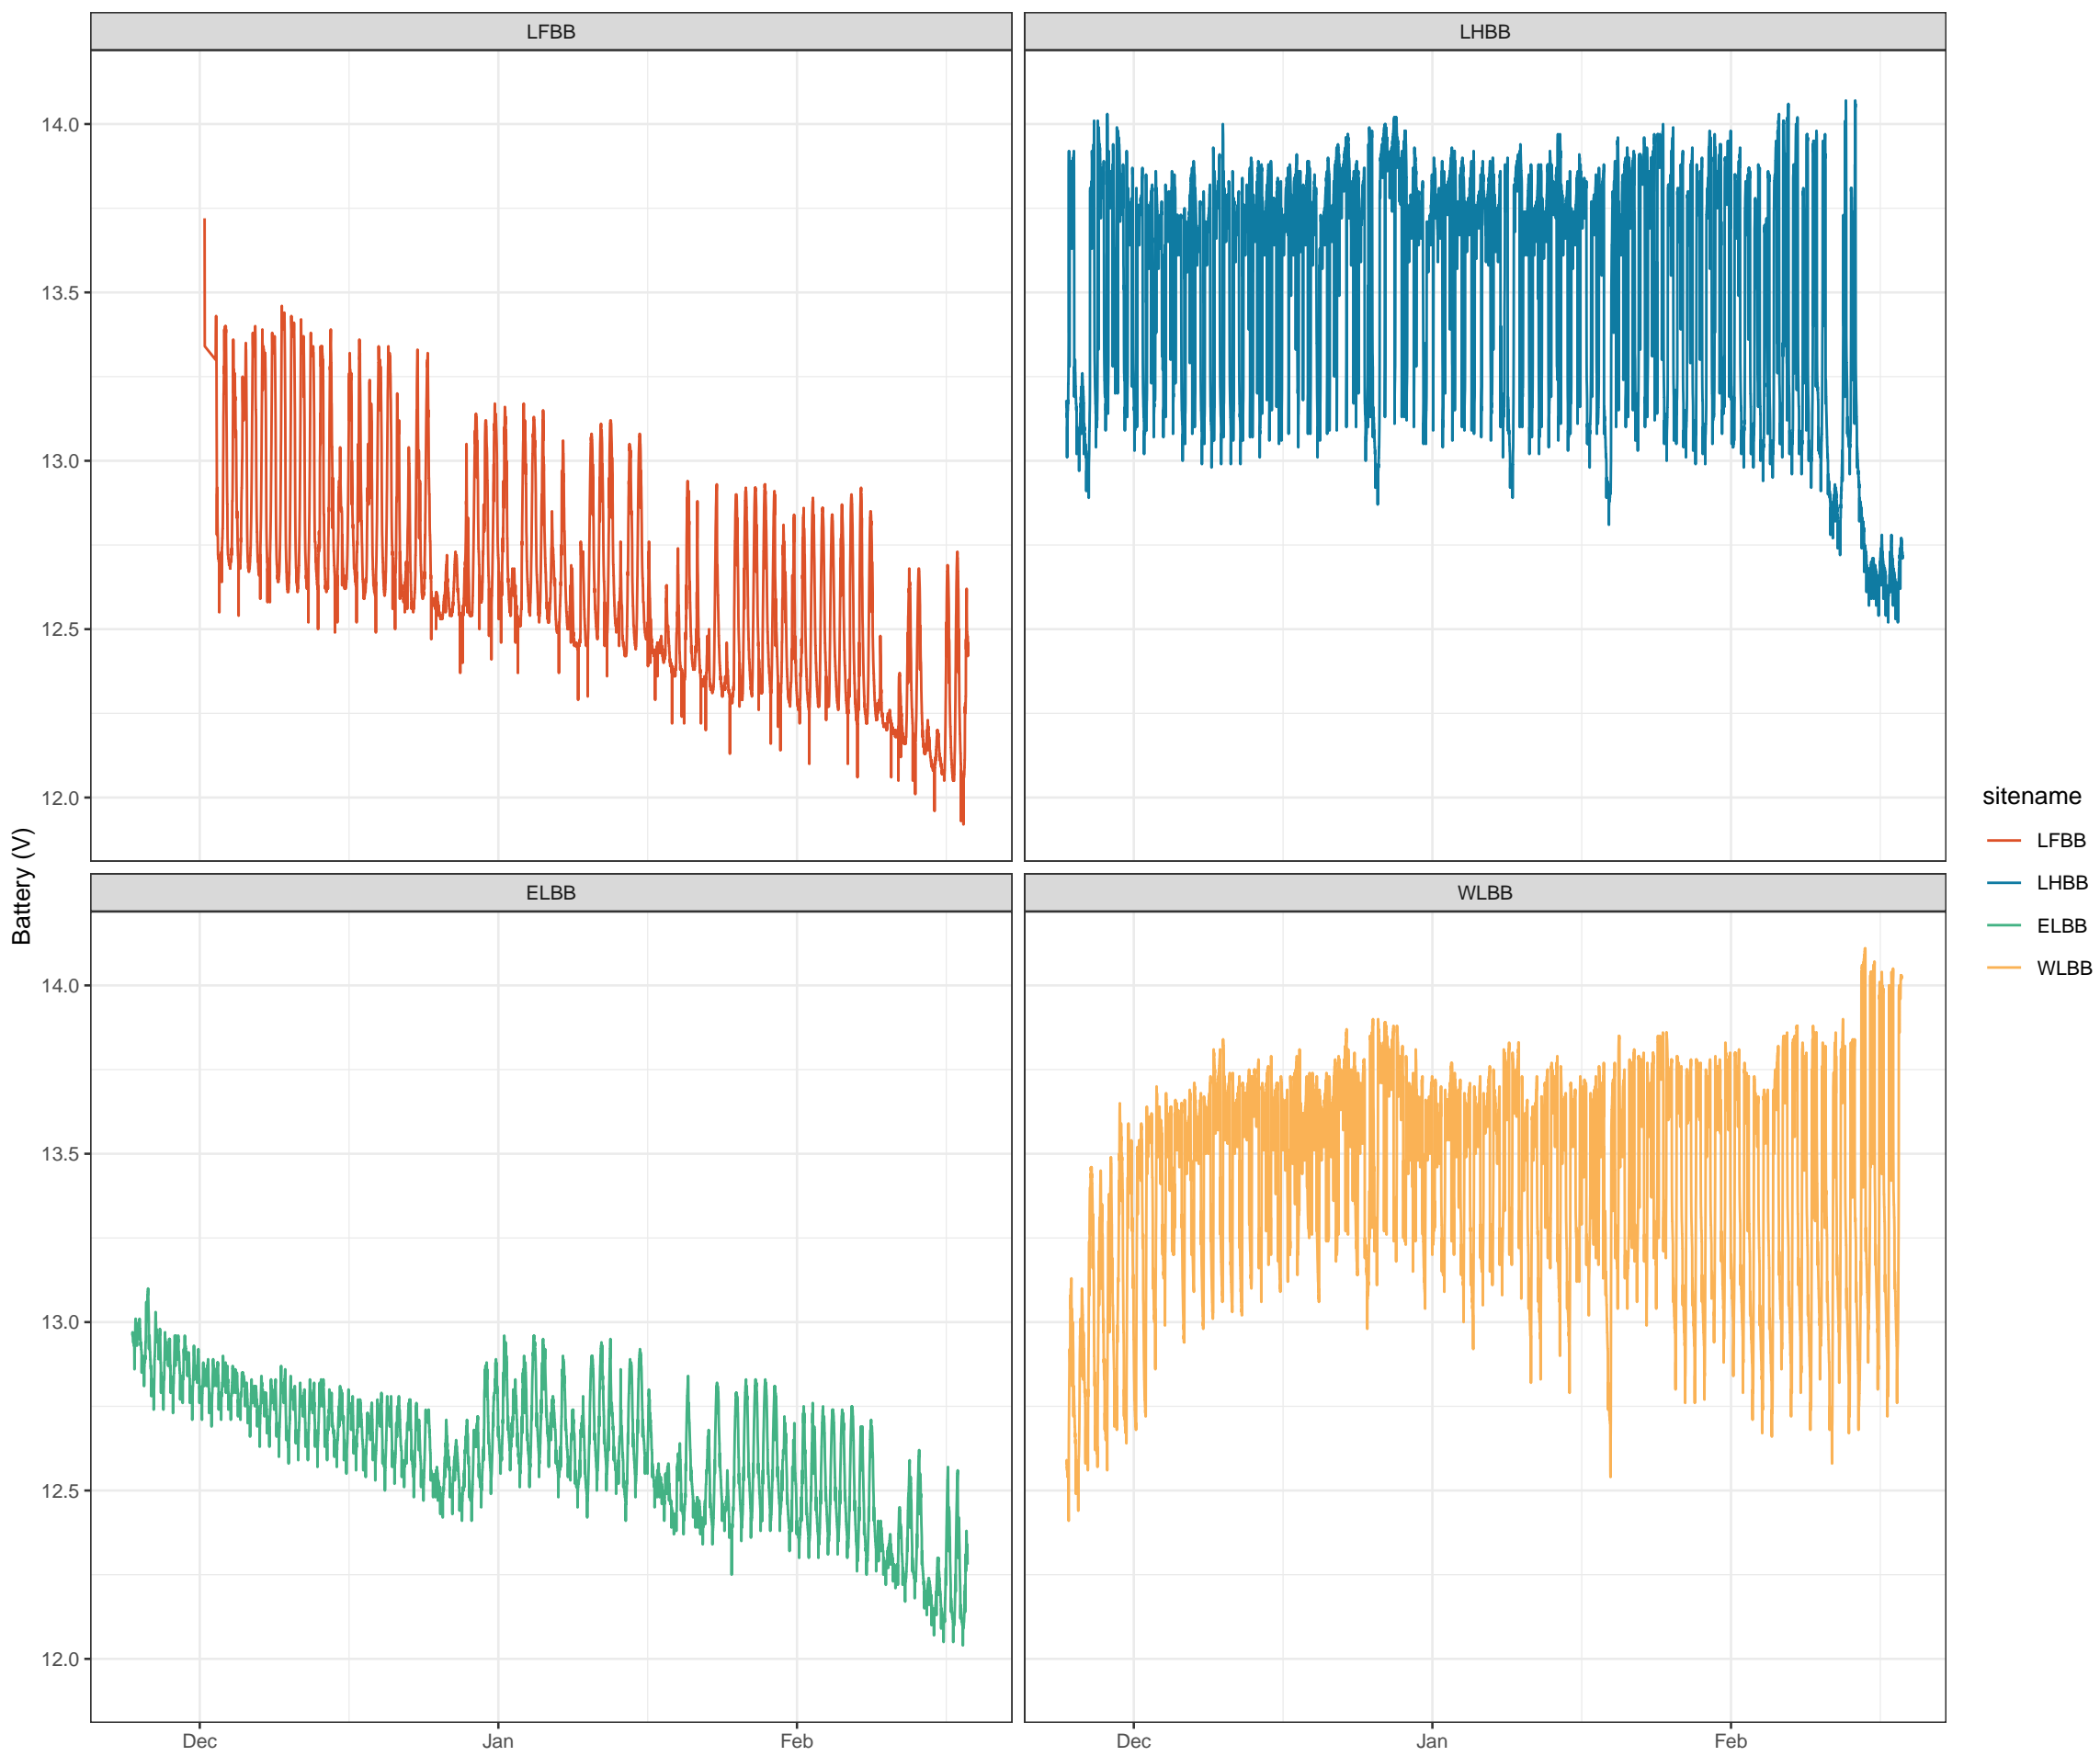 LFBB
LHBB
14.0
13.5
13.0
12.5
12.0
Battery (V)
ELBB
WLBB
14.0
13.5
13.0
12.5
12.0
Dec
Jan
Feb
Dec
Jan
Feb
sitename
LFBB
LHBB
ELBB
WLBB